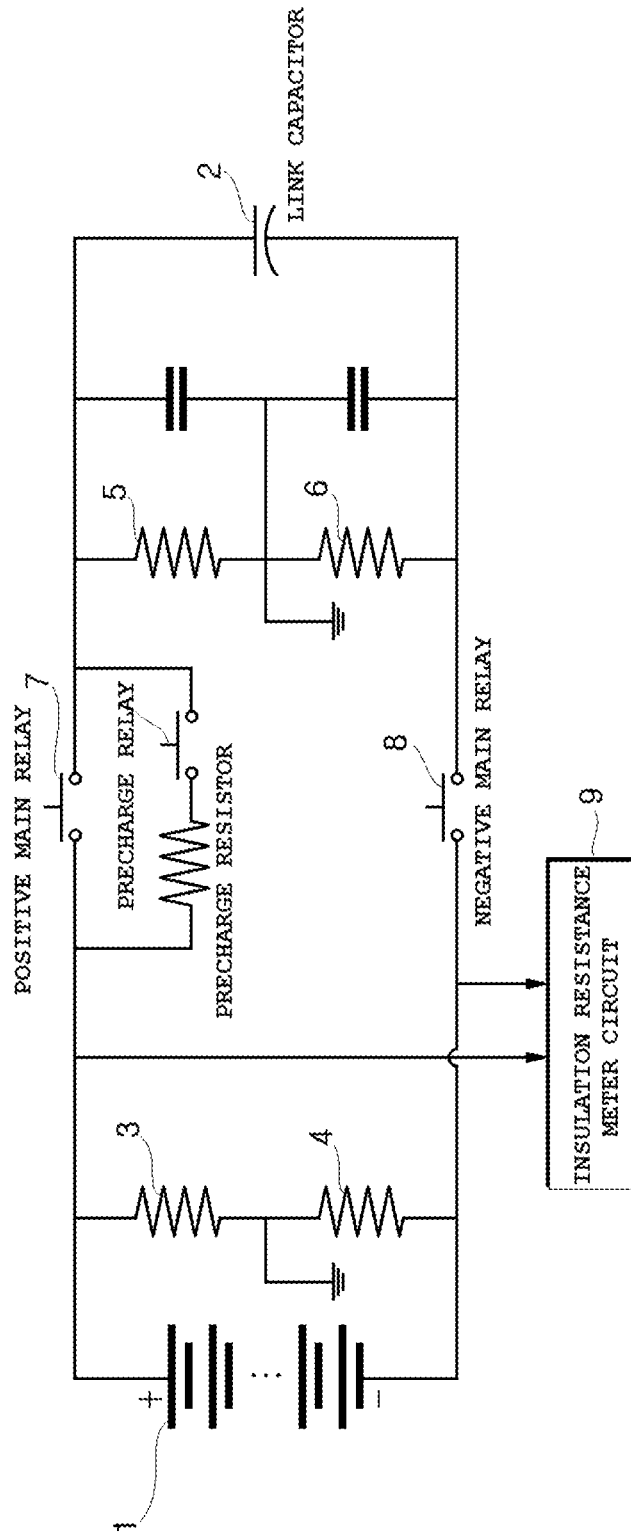 POSITIVE MAIN RELAY
7
PRECHARGE RELAY
PRECHARGE RESISTOR
5
6
2
LINK CAPACITOR
3
4
1
+
...
-
8
NEGATIVE MAIN RELAY
9
INSULATION RESISTANCE
METER CIRCUIT